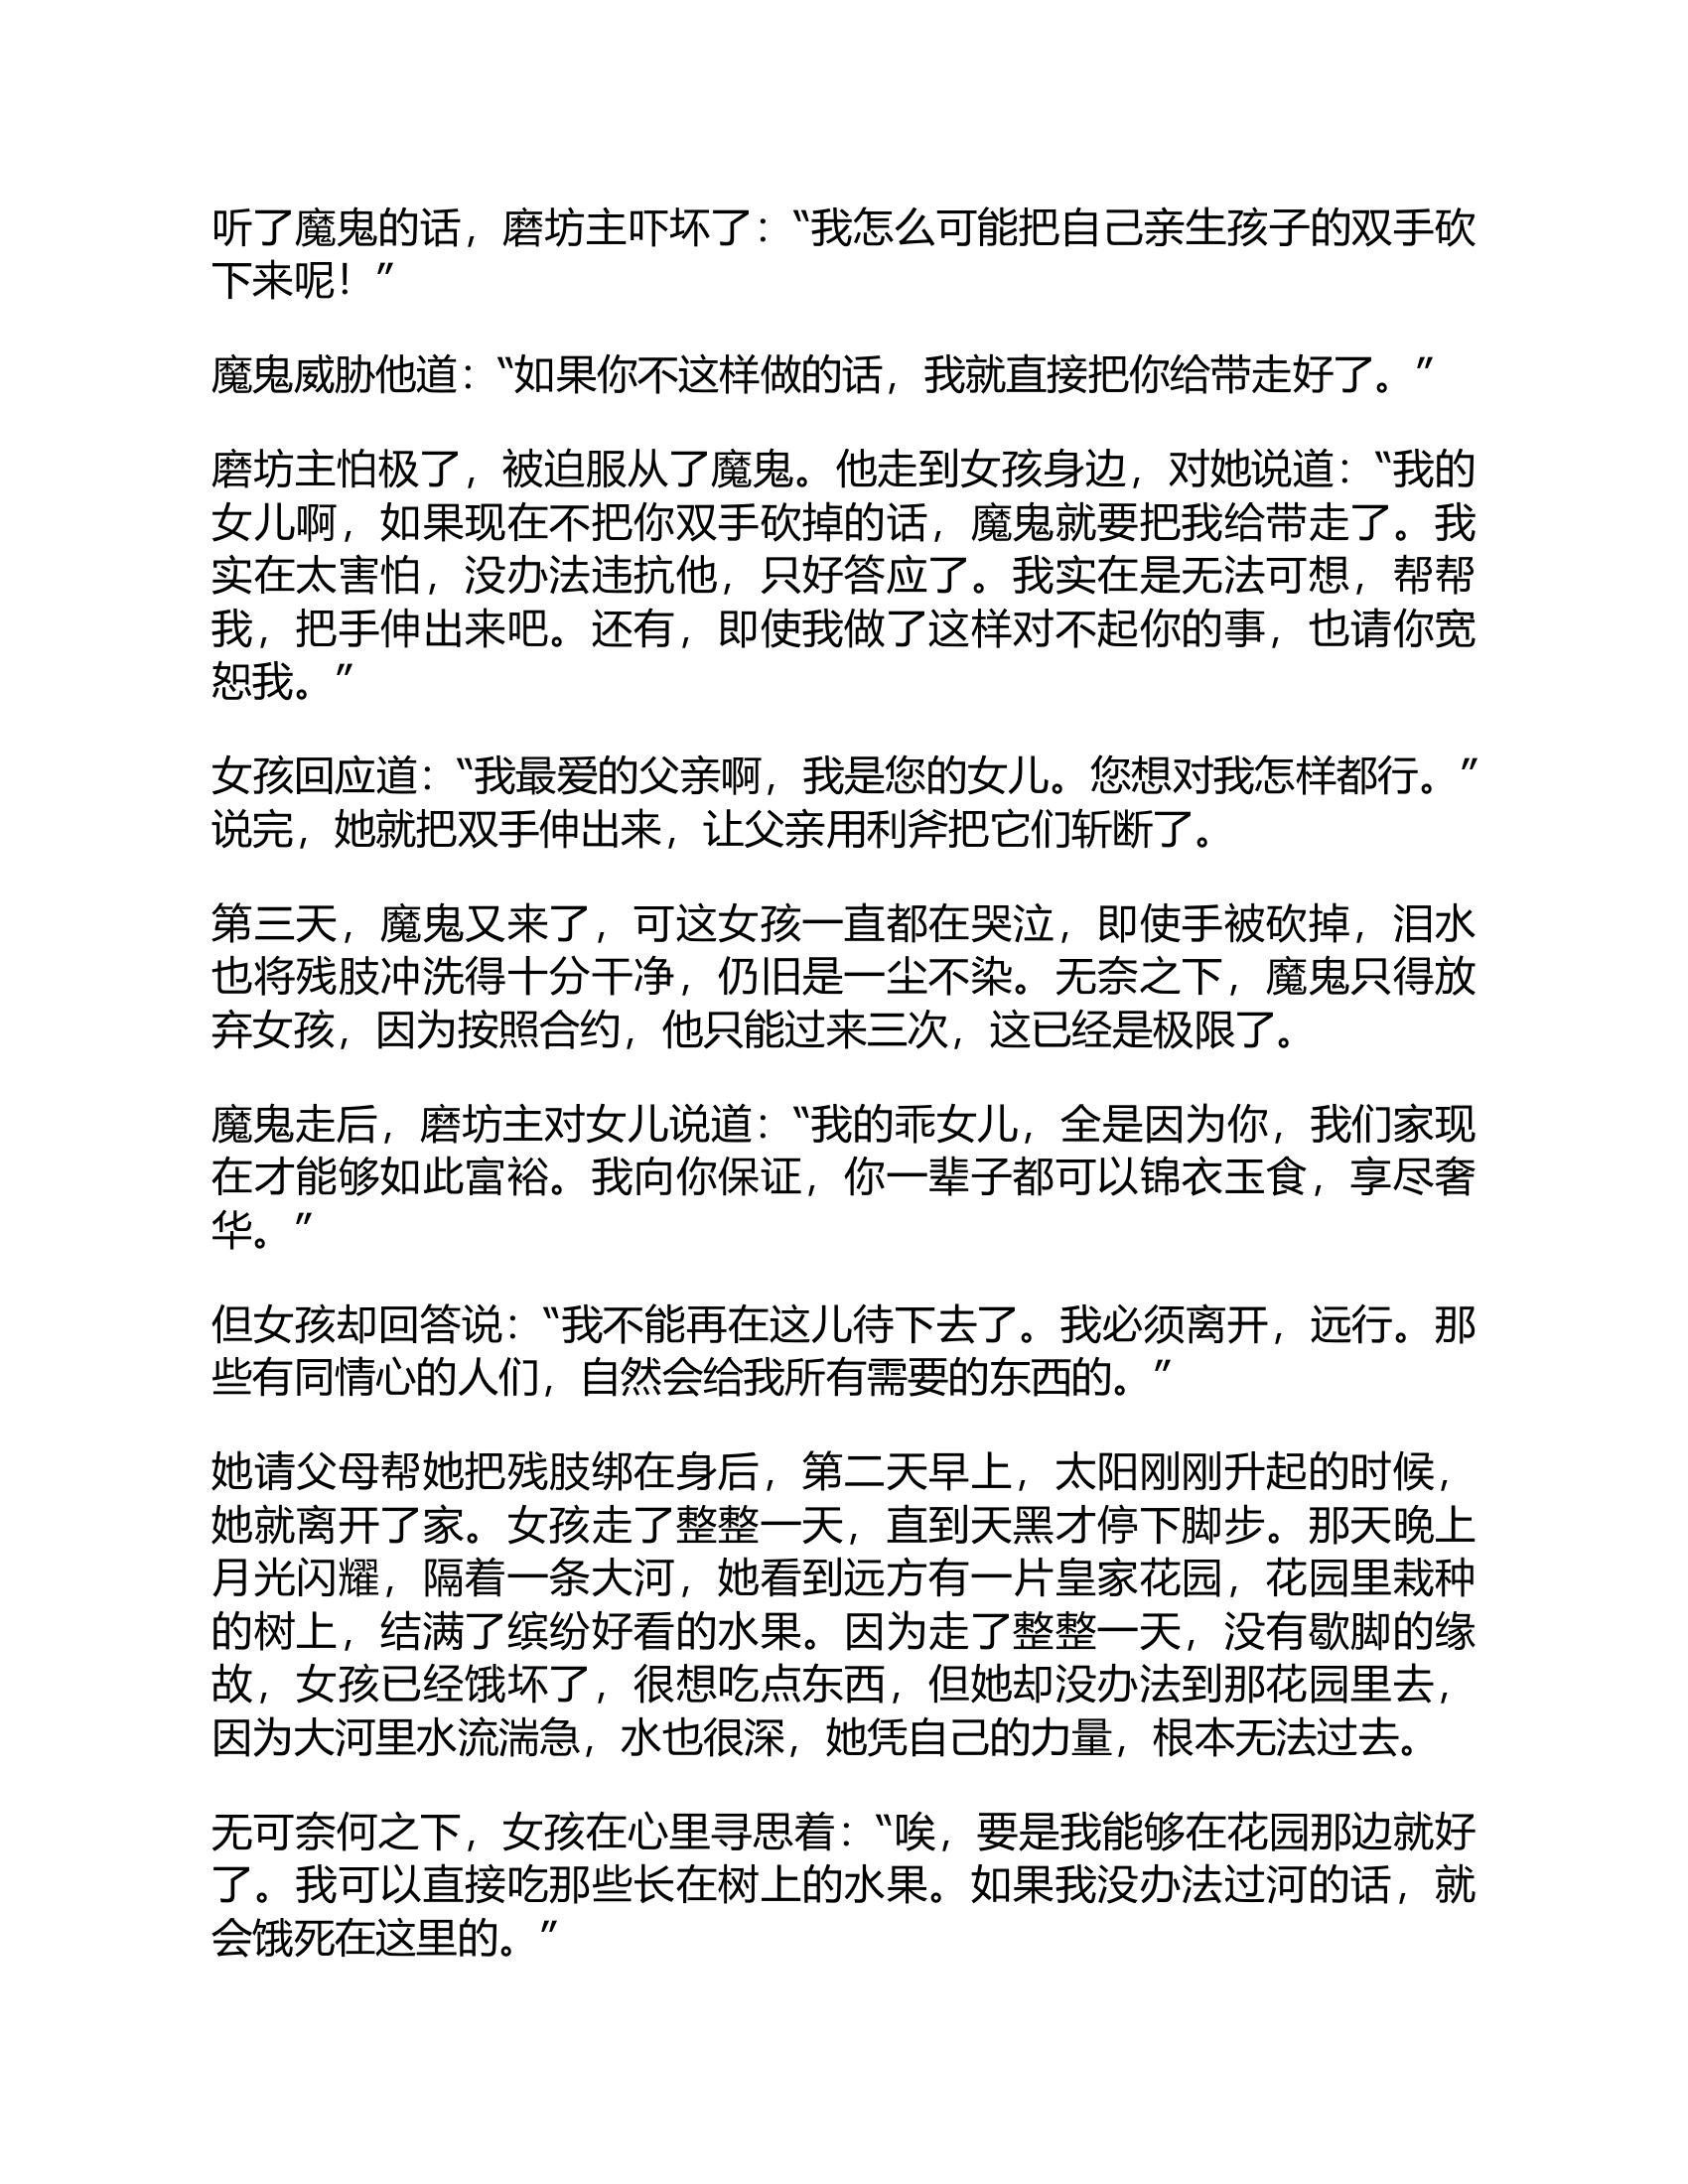 听了魔鬼的话，磨坊主吓坏了：“我怎么可能把自己亲生孩子的双手砍
下来呢！”
魔鬼威胁他道：“如果你不这样做的话，我就直接把你给带走好了。”
磨坊主怕极了，被迫服从了魔鬼。他走到女孩身边，对她说道：“我的
女儿啊，如果现在不把你双手砍掉的话，魔鬼就要把我给带走了。我
实在太害怕，没办法违抗他，只好答应了。我实在是无法可想，帮帮
我，把手伸出来吧。还有，即使我做了这样对不起你的事，也请你宽
恕我。”
女孩回应道：“我最爱的父亲啊，我是您的女儿。您想对我怎样都行。”
说完，她就把双手伸出来，让父亲用利斧把它们斩断了。
第三天，魔鬼又来了，可这女孩一直都在哭泣，即使手被砍掉，泪水
也将残肢冲洗得十分干净，仍旧是一尘不染。无奈之下，魔鬼只得放
弃女孩，因为按照合约，他只能过来三次，这已经是极限了。
魔鬼走后，磨坊主对女儿说道：“我的乖女儿，全是因为你，我们家现
在才能够如此富裕。我向你保证，你一辈子都可以锦衣玉食，享尽奢
华。”
但女孩却回答说：“我不能再在这儿待下去了。我必须离开，远行。那
些有同情心的人们，自然会给我所有需要的东西的。”
她请父母帮她把残肢绑在身后，第二天早上，太阳刚刚升起的时候，
她就离开了家。女孩走了整整一天，直到天黑才停下脚步。那天晚上
月光闪耀，隔着一条大河，她看到远方有一片皇家花园，花园里栽种
的树上，结满了缤纷好看的水果。因为走了整整一天，没有歇脚的缘
故，女孩已经饿坏了，很想吃点东西，但她却没办法到那花园里去，
因为大河里水流湍急，水也很深，她凭自己的力量，根本无法过去。
无可奈何之下，女孩在心里寻思着：“唉，要是我能够在花园那边就好
了。我可以直接吃那些长在树上的水果。如果我没办法过河的话，就
会饿死在这里的。”